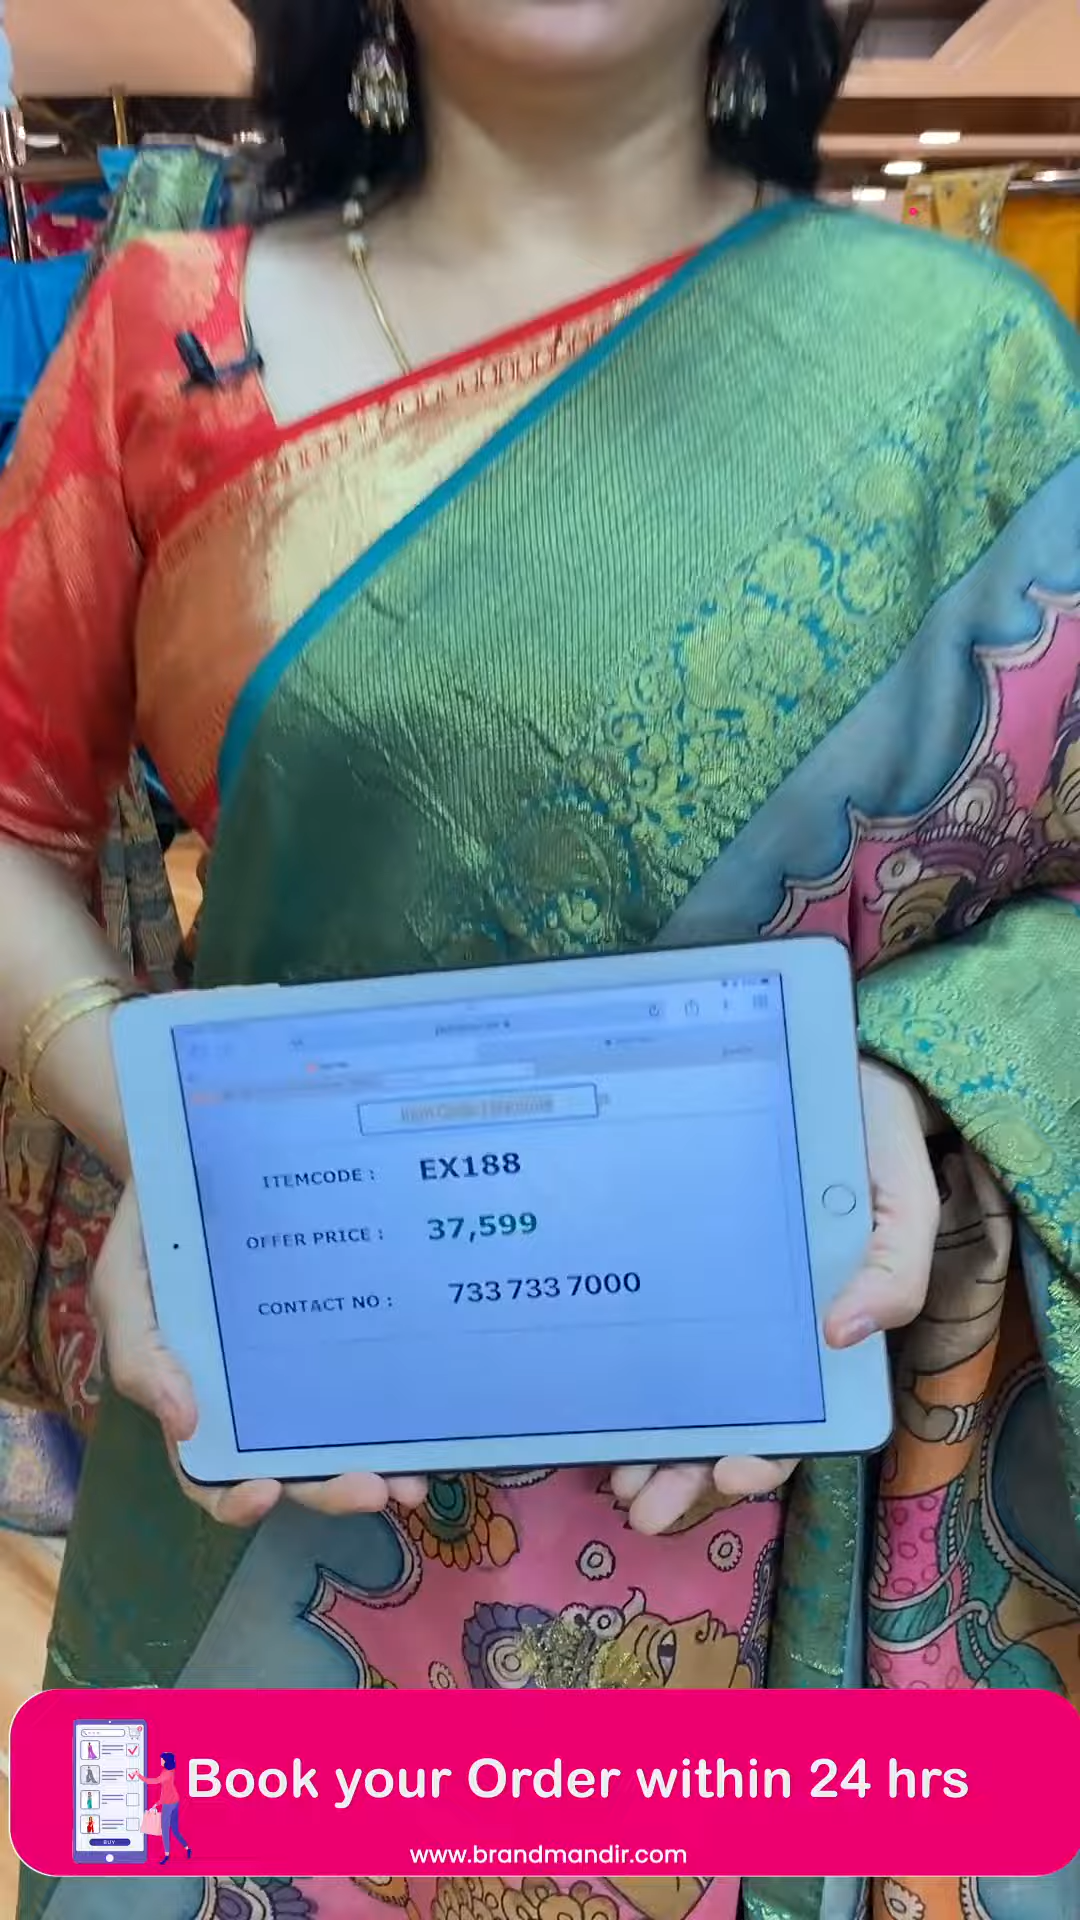 ITEMCODE : EX188
OFFER PRICE : 37,599
CONTACT NO : 733 733 7000
BUY
Book your Order within 24 hrs
www.brandmandir.com